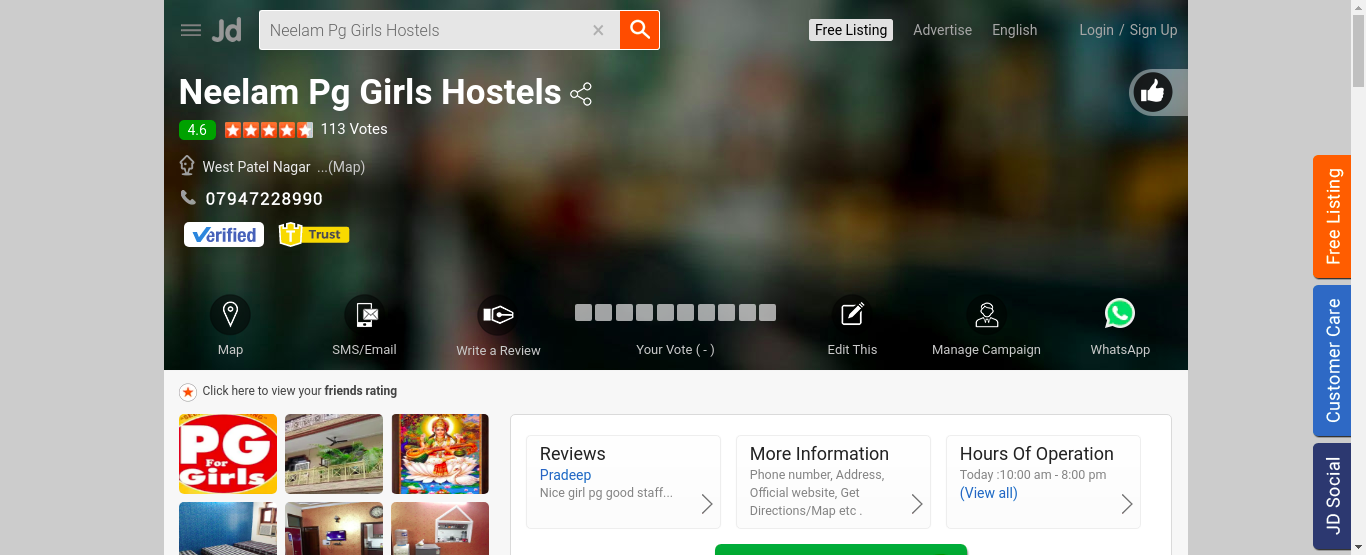 Jd
Neelam Pg Girls Hostels
Free Listing
Advertise
English
Login / Sign Up
Neelam Pg Girls Hostels
4.6
113 Votes
West Patel Nagar ...(Map)
07947228990
Verified
T Trust
Map
SMS/Email
Write a Review
Your Vote ( - )
Edit This
Manage Campaign
WhatsApp
Click here to view your friends rating
PG
For
Girls
Reviews
Pradeep
Nice girl pg good staff...
More Information
Phone number, Address,
Official website, Get
Directions/Map etc .
Hours Of Operation
Today :10:00 am - 8:00 pm
(View all)
Free Listing
Customer Care
JD Social